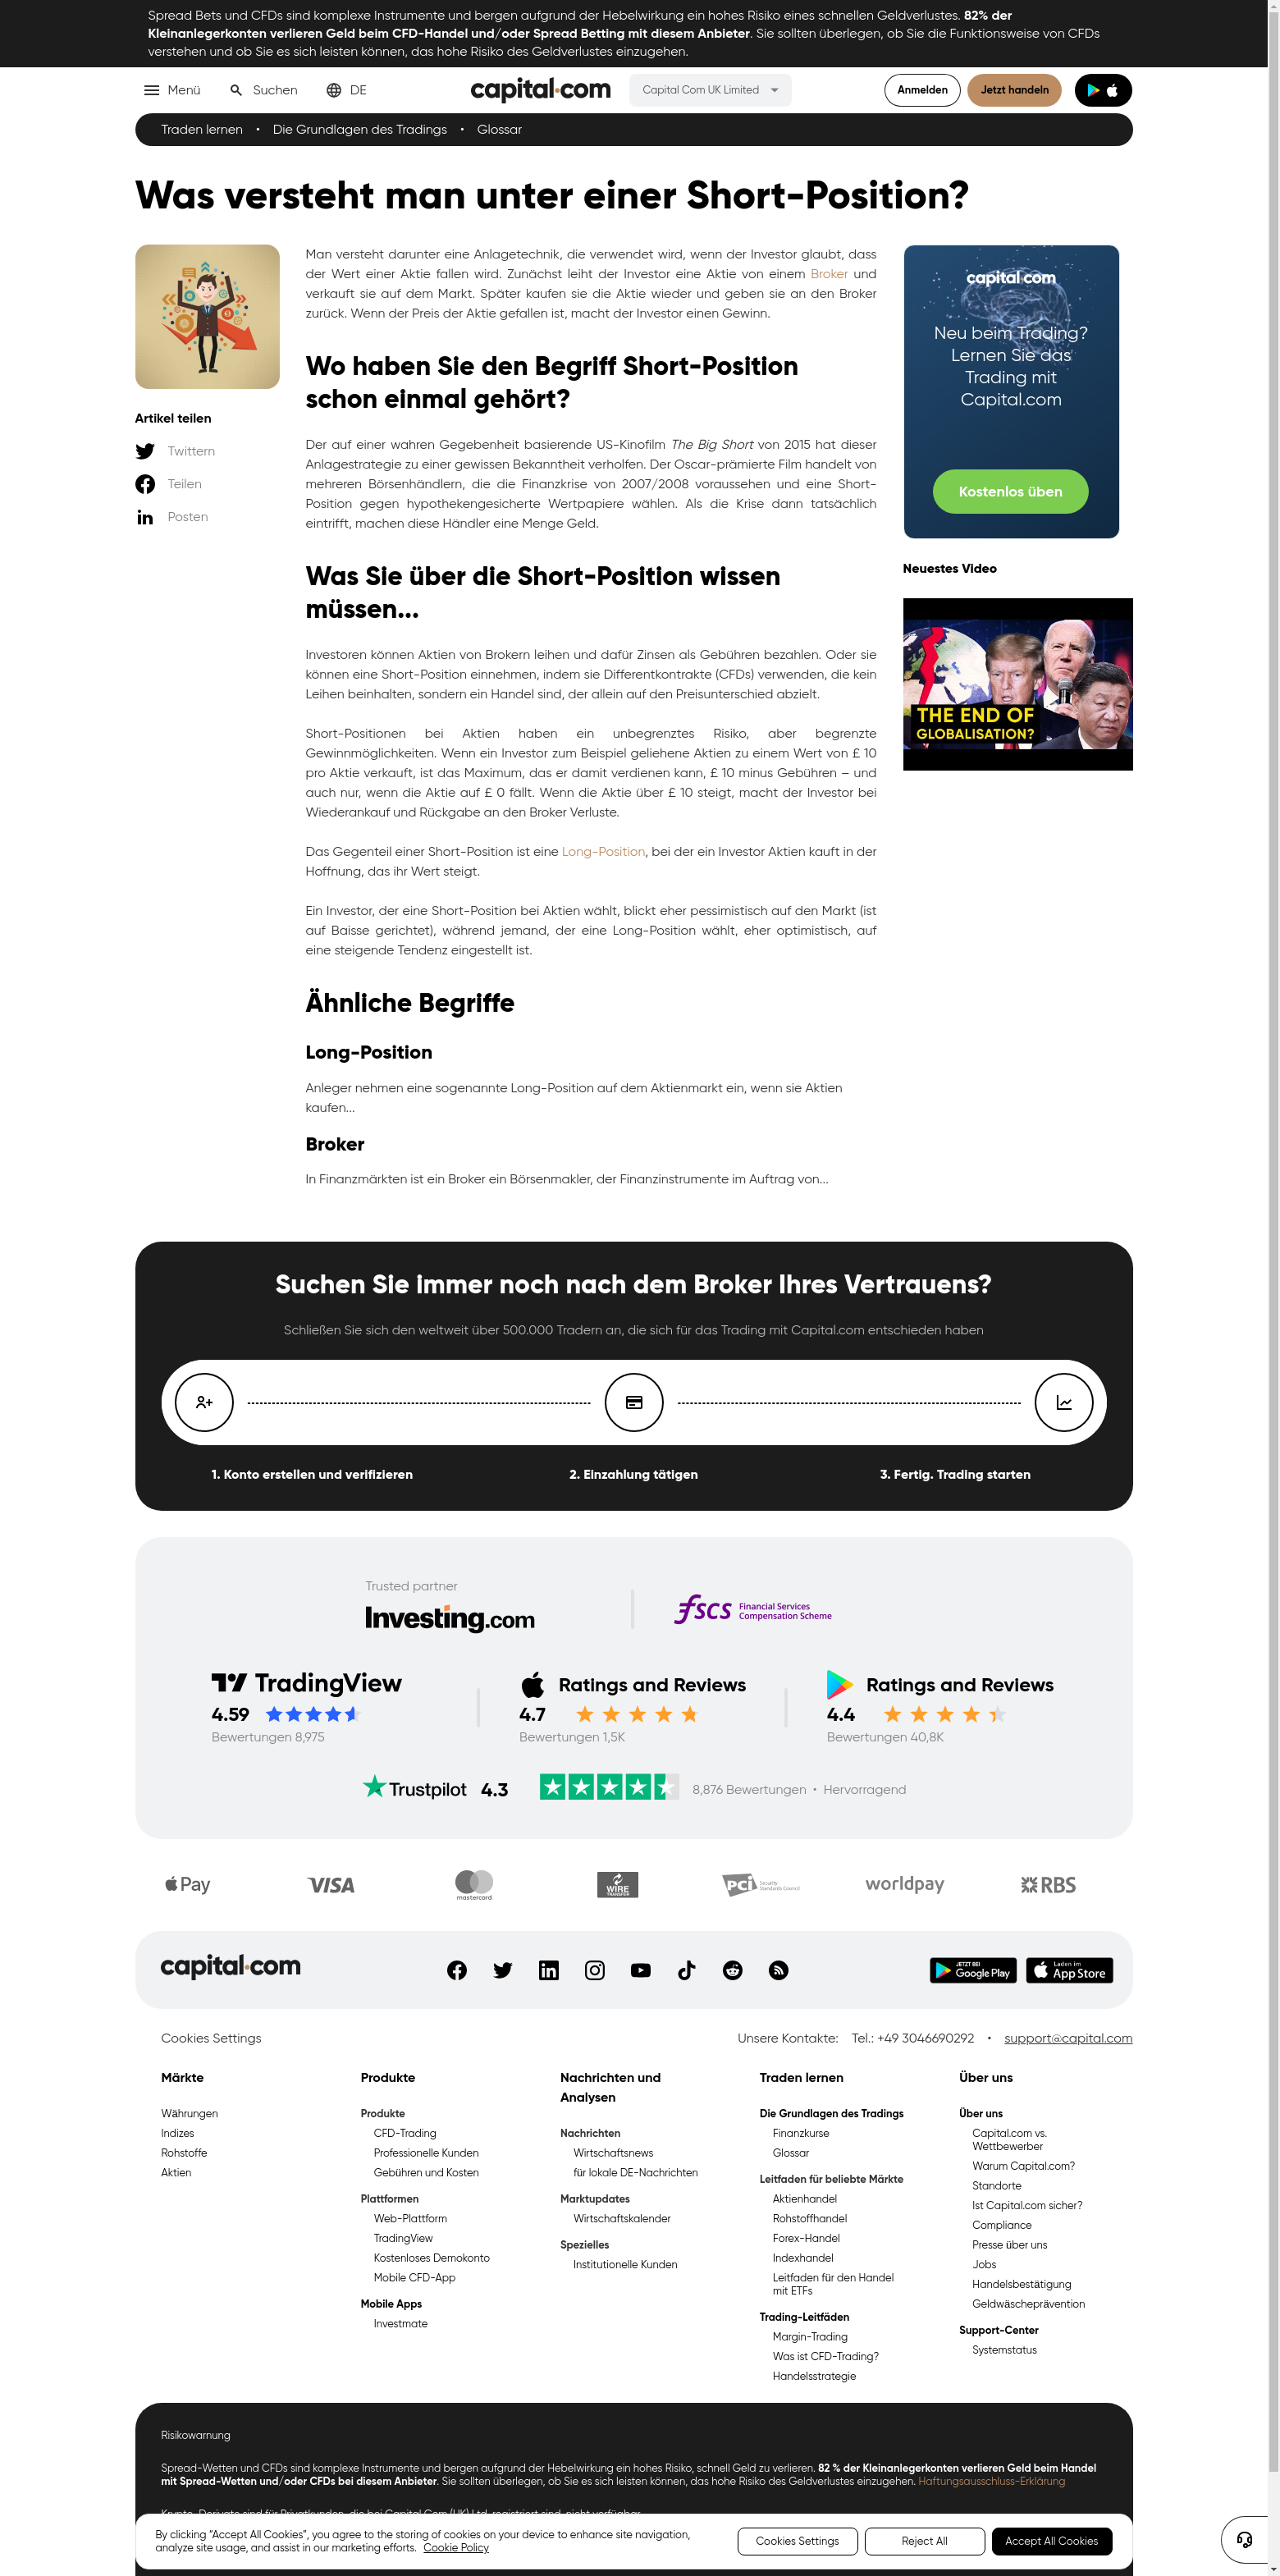 Spread Bets und CFDs sind komplexe Instrumente und bergen aufgrund der Hebelwirkung ein hohes Risiko eines schnellen Geldverlustes. 82% der
Kleinanlegerkonten verlieren Geld beim CFD-Handel und/oder Spread Betting mit diesem Anbieter. Sie sollten überlegen, ob Sie die Funktionsweise von CFDs
verstehen und ob Sie es sich leisten können, das hohe Risiko des Geldverlustes einzugehen.
Menü Suchen DE capital.com Capital Com UK Limited Anmelden Jetzt handeln
Traden lernen • Die Grundlagen des Tradings • Glossar
Was versteht man unter einer Short-Position?
Artikel teilen
Twittern
Teilen
Posten
Man versteht darunter eine Anlagetechnik, die verwendet wird, wenn der Investor glaubt, dass
der Wert einer Aktie fallen wird. Zunächst leiht der Investor eine Aktie von einem Broker und
verkauft sie auf dem Markt. Später kaufen sie die Aktie wieder und geben sie an den Broker
zurück. Wenn der Preis der Aktie gefallen ist, macht der Investor einen Gewinn.
Wo haben Sie den Begriff Short-Position
schon einmal gehört?
Der auf einer wahren Gegebenheit basierende US-Kinofilm The Big Short von 2015 hat dieser
Anlagestrategie zu einer gewissen Bekanntheit verholfen. Der Oscar-prämierte Film handelt von
mehreren Börsenhändlern, die die Finanzkrise von 2007/2008 voraussehen und eine Short-
Position gegen hypothekengesicherte Wertpapiere wählen. Als die Krise dann tatsächlich
eintrifft, machen diese Händler eine Menge Geld.
Was Sie über die Short-Position wissen
müssen...
Investoren können Aktien von Brokern leihen und dafür Zinsen als Gebühren bezahlen. Oder sie
können eine Short-Position einnehmen, indem sie Differentkontrakte (CFDs) verwenden, die kein
Leihen beinhalten, sondern ein Handel sind, der allein auf den Preisunterschied abzielt.
Short-Positionen bei Aktien haben ein unbegrenztes Risiko, aber begrenzte
Gewinnmöglichkeiten. Wenn ein Investor zum Beispiel geliehene Aktien zu einem Wert von £ 10
pro Aktie verkauft, ist das Maximum, das er damit verdienen kann, £ 10 minus Gebühren – und
auch nur, wenn die Aktie auf £ 0 fällt. Wenn die Aktie über £ 10 steigt, macht der Investor bei
Wiederankauf und Rückgabe an den Broker Verluste.
Das Gegenteil einer Short-Position ist eine Long-Position, bei der ein Investor Aktien kauft in der
Hoffnung, das ihr Wert steigt.
Ein Investor, der eine Short-Position bei Aktien wählt, blickt eher pessimistisch auf den Markt (ist
auf Baisse gerichtet), während jemand, der eine Long-Position wählt, eher optimistisch, auf
eine steigende Tendenz eingestellt ist.
Ähnliche Begriffe
Long-Position
Anleger nehmen eine sogenannte Long-Position auf dem Aktienmarkt ein, wenn sie Aktien
kaufen...
Broker
In Finanzmärkten ist ein Broker ein Börsenmakler, der Finanzinstrumente im Auftrag von...
capital.com
Neu beim Trading?
Lernen Sie das
Trading mit
Capital.com
Kostenlos üben
Neuestes Video
THE END OF
GLOBALISATION?
Suchen Sie immer noch nach dem Broker Ihres Vertrauens?
Schließen Sie sich den weltweit über 500.000 Tradern an, die sich für das Trading mit Capital.com entschieden haben
1. Konto erstellen und verifizieren
2. Einzahlung tätigen
3. Fertig. Trading starten
Trusted partner
Investing.com
fscs Financial Services
Compensation Scheme
TradingView
4.59
Bewertungen 8,975
Ratings and Reviews
4.7
Bewertungen 1,5K
Ratings and Reviews
4.4
Bewertungen 40,8K
Trustpilot 4.3 8,876 Bewertungen • Hervorragend
Pay VISA mastercard WIRE TRANSFER PCI Security Standards Council worldpay RBS
capital.com
JETZT BEI
Google Play
Laden im
App Store
Cookies Settings
Unsere Kontakte: Tel.: +49 3046690292 • support@capital.com
Märkte
Währungen
Indizes
Rohstoffe
Aktien
Produkte
Produkte
CFD-Trading
Professionelle Kunden
Gebühren und Kosten
Plattformen
Web-Plattform
TradingView
Kostenloses Demokonto
Mobile CFD-App
Mobile Apps
Investmate
Nachrichten und
Analysen
Nachrichten
Wirtschaftsnews
für lokale DE-Nachrichten
Marktupdates
Wirtschaftskalender
Spezielles
Institutionelle Kunden
Traden lernen
Die Grundlagen des Tradings
Finanzkurse
Glossar
Leitfaden für beliebte Märkte
Aktienhandel
Rohstoffhandel
Forex-Handel
Indexhandel
Leitfaden für den Handel
mit ETFs
Trading-Leitfäden
Margin-Trading
Was ist CFD-Trading?
Handelsstrategie
Über uns
Über uns
Capital.com vs.
Wettbewerber
Warum Capital.com?
Standorte
Ist Capital.com sicher?
Compliance
Presse über uns
Jobs
Handelsbestätigung
Geldwäscheprävention
Support-Center
Systemstatus
Risikowarnung
Spread-Wetten und CFDs sind komplexe Instrumente und bergen aufgrund der Hebelwirkung ein hohes Risiko, schnell Geld zu verlieren. 82 % der Kleinanlegerkonten verlieren Geld beim Handel
mit Spread-Wetten und/oder CFDs bei diesem Anbieter. Sie sollten überlegen, ob Sie es sich leisten können, das hohe Risiko des Geldverlustes einzugehen. Haftungsausschluss-Erklärung
Krypto-Derivate sind für Privatkunden, die bei Capital Com (UK) Ltd. registriert sind, nicht verfügbar.
By clicking “Accept All Cookies”, you agree to the storing of cookies on your device to enhance site navigation,
analyze site usage, and assist in our marketing efforts. Cookie Policy
Cookies Settings
Reject All
Accept All Cookies